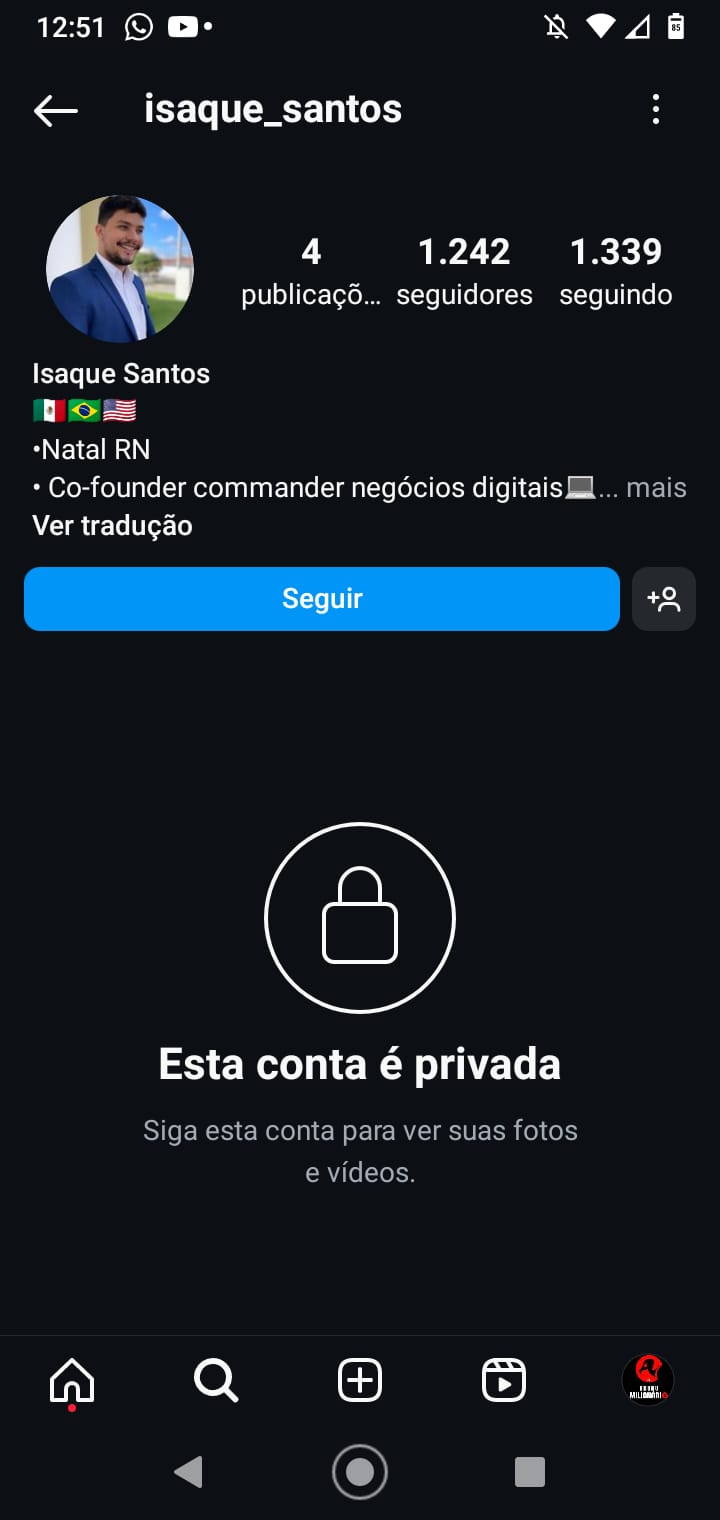 12:51
85
isaque_santos
4 1.242 1.339
publicaçõ... seguidores seguindo
Isaque Santos
•Natal RN
• Co-founder commander negócios digitais💻... mais
Ver tradução
Seguir
Esta conta é privada
Siga esta conta para ver suas fotos
e vídeos.